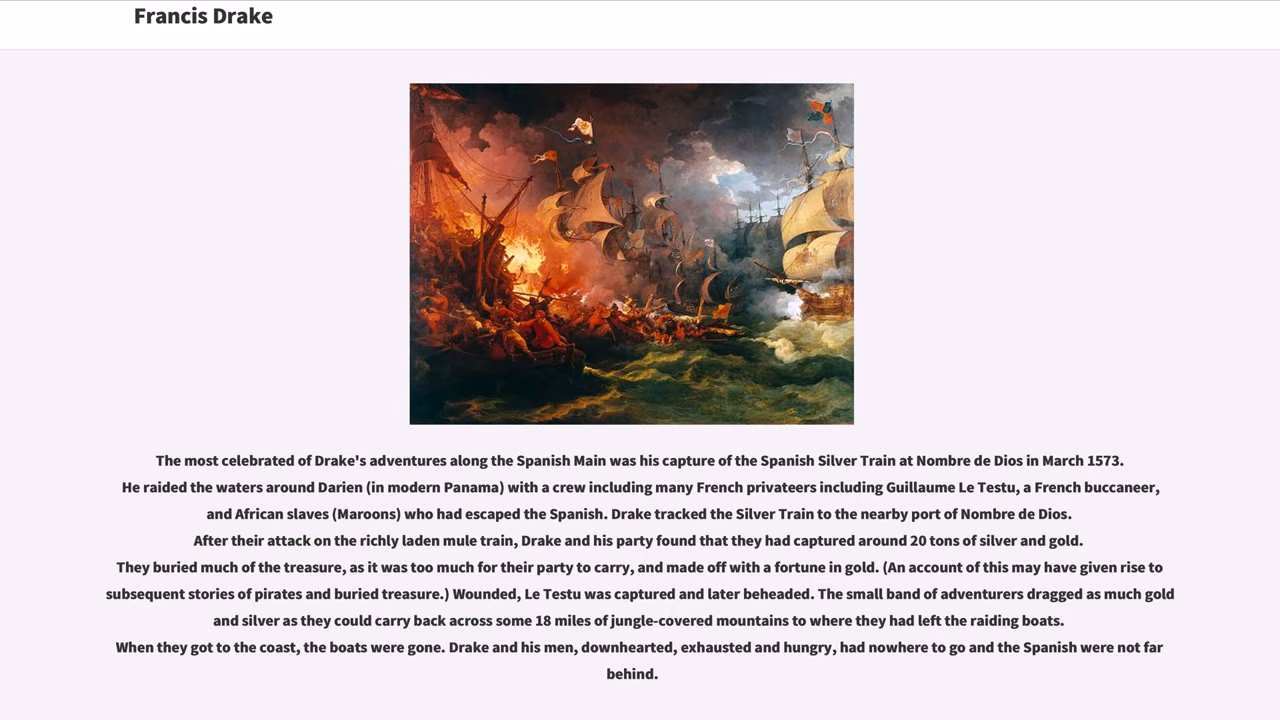 Francis Drake
The most celebrated of Drake's adventures along the Spanish Main was his capture of the Spanish Silver Train at Nombre de Dios in March 1573.
He raided the waters around Darien (in modern Panama) with a crew including many French privateers including Guillaume Le Testu, a French buccaneer,
and African slaves (Maroons) who had escaped the Spanish. Drake tracked the Silver Train to the nearby port of Nombre de Dios.
After their attack on the richly laden mule train, Drake and his party found that they had captured around 20 tons of silver and gold.
They buried much of the treasure, as it was too much for their party to carry, and made off with a fortune in gold. (An account of this may have given rise to
subsequent stories of pirates and buried treasure.) Wounded, Le Testu was captured and later beheaded. The small band of adventurers dragged as much gold
and silver as they could carry back across some 18 miles of jungle-covered mountains to where they had left the raiding boats.
When they got to the coast, the boats were gone. Drake and his men, downhearted, exhausted and hungry, had nowhere to go and the Spanish were not far
behind.